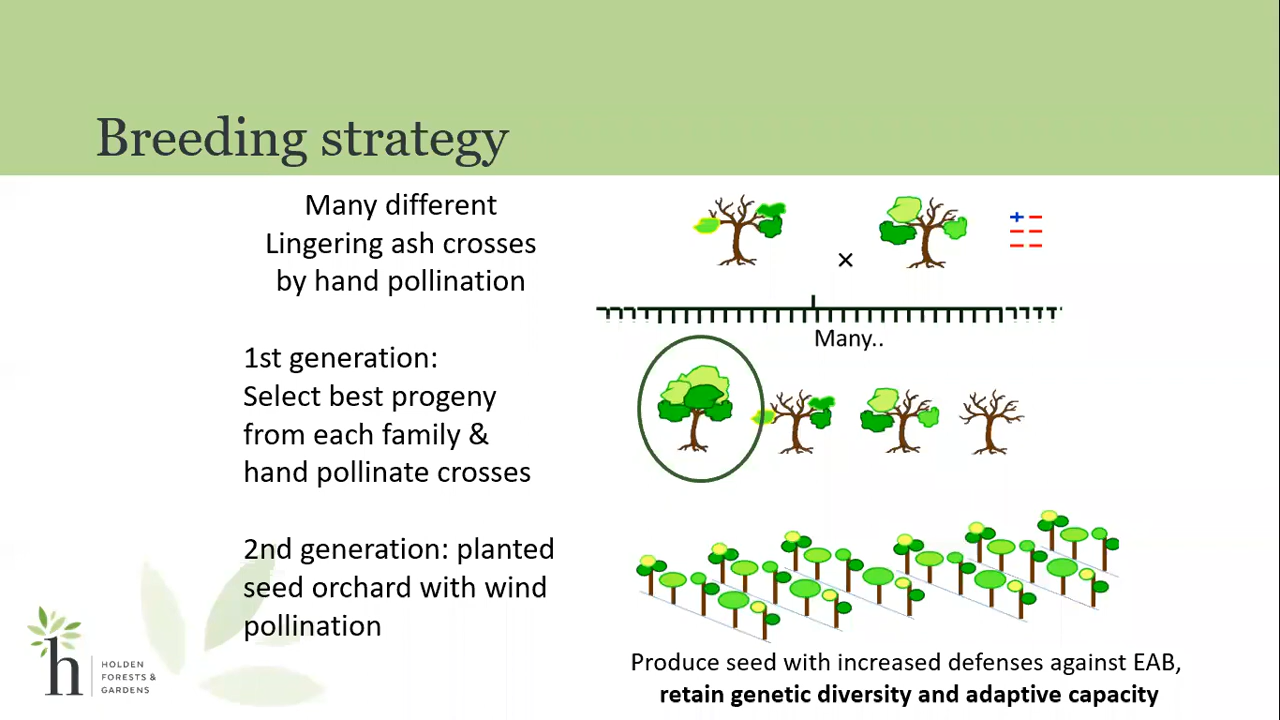 Breeding strategy
Many different
Lingering ash crosses
by hand pollination
×
+ −
− −
− −
Many..
1st generation:
Select best progeny
from each family &
hand pollinate crosses
2nd generation: planted
seed orchard with wind
pollination
Produce seed with increased defenses against EAB,
retain genetic diversity and adaptive capacity
h
HOLDEN
FORESTS &
GARDENS